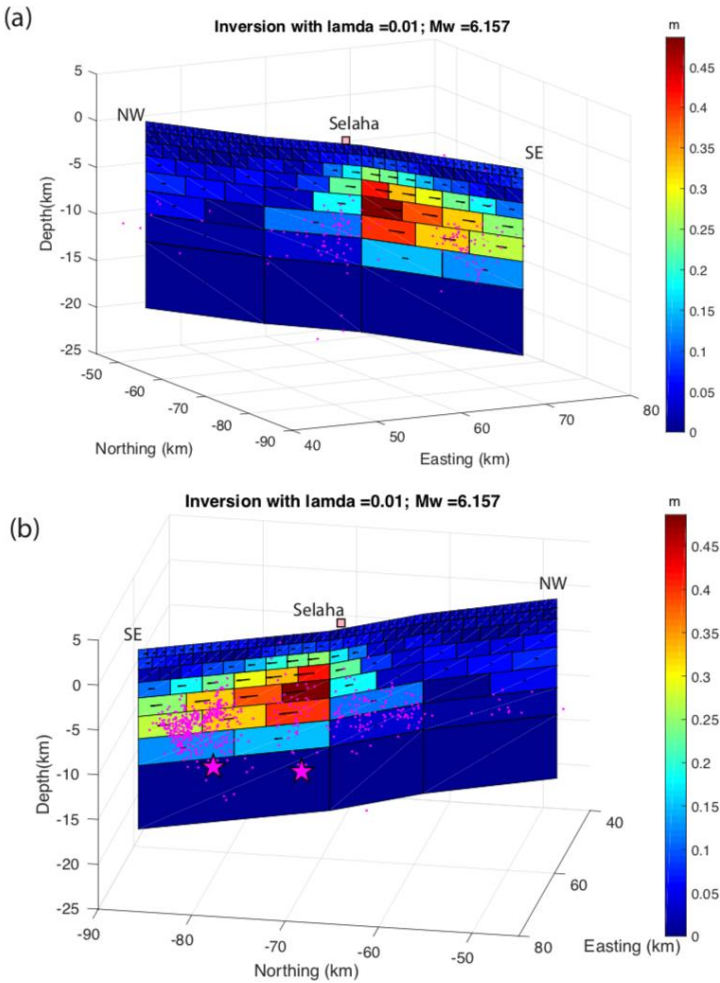 (a)
Inversion with lamda =0.01; Mw =6.157
m
5
0
-5
-10
-15
-20
-25
Depth(km)
NW
Selaha
SE
0.45
0.4
0.35
0.3
0.25
0.2
0.15
0.1
0.05
0
-50
-60
-70
-80
-90
Northing (km)
40
50
60
70
80
Easting (km)
(b)
Inversion with lamda =0.01; Mw =6.157
m
NW
Selaha
SE
5
0
-5
-10
-15
-20
-25
Depth(km)
0.45
0.4
0.35
0.3
0.25
0.2
0.15
0.1
0.05
0
40
60
80
Easting (km)
-90
-80
-70
-60
-50
Northing (km)